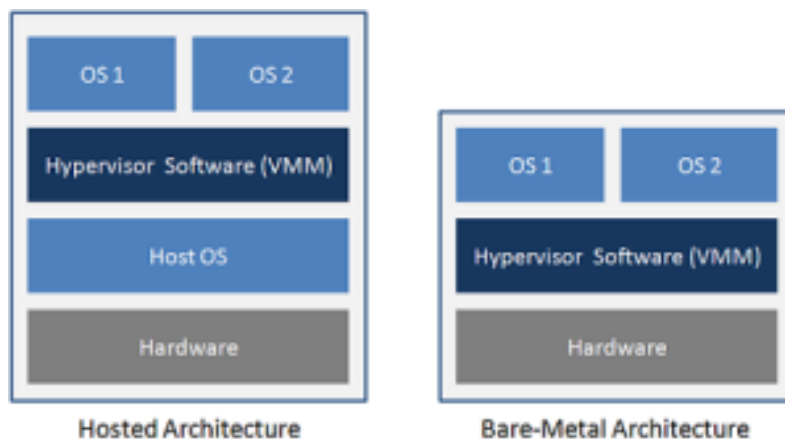 OS 1
OS 2
Hypervisor Software (VMM)
Host OS
Hardware
Hosted Architecture
OS 1
OS 2
Hypervisor Software (VMM)
Hardware
Bare-Metal Architecture